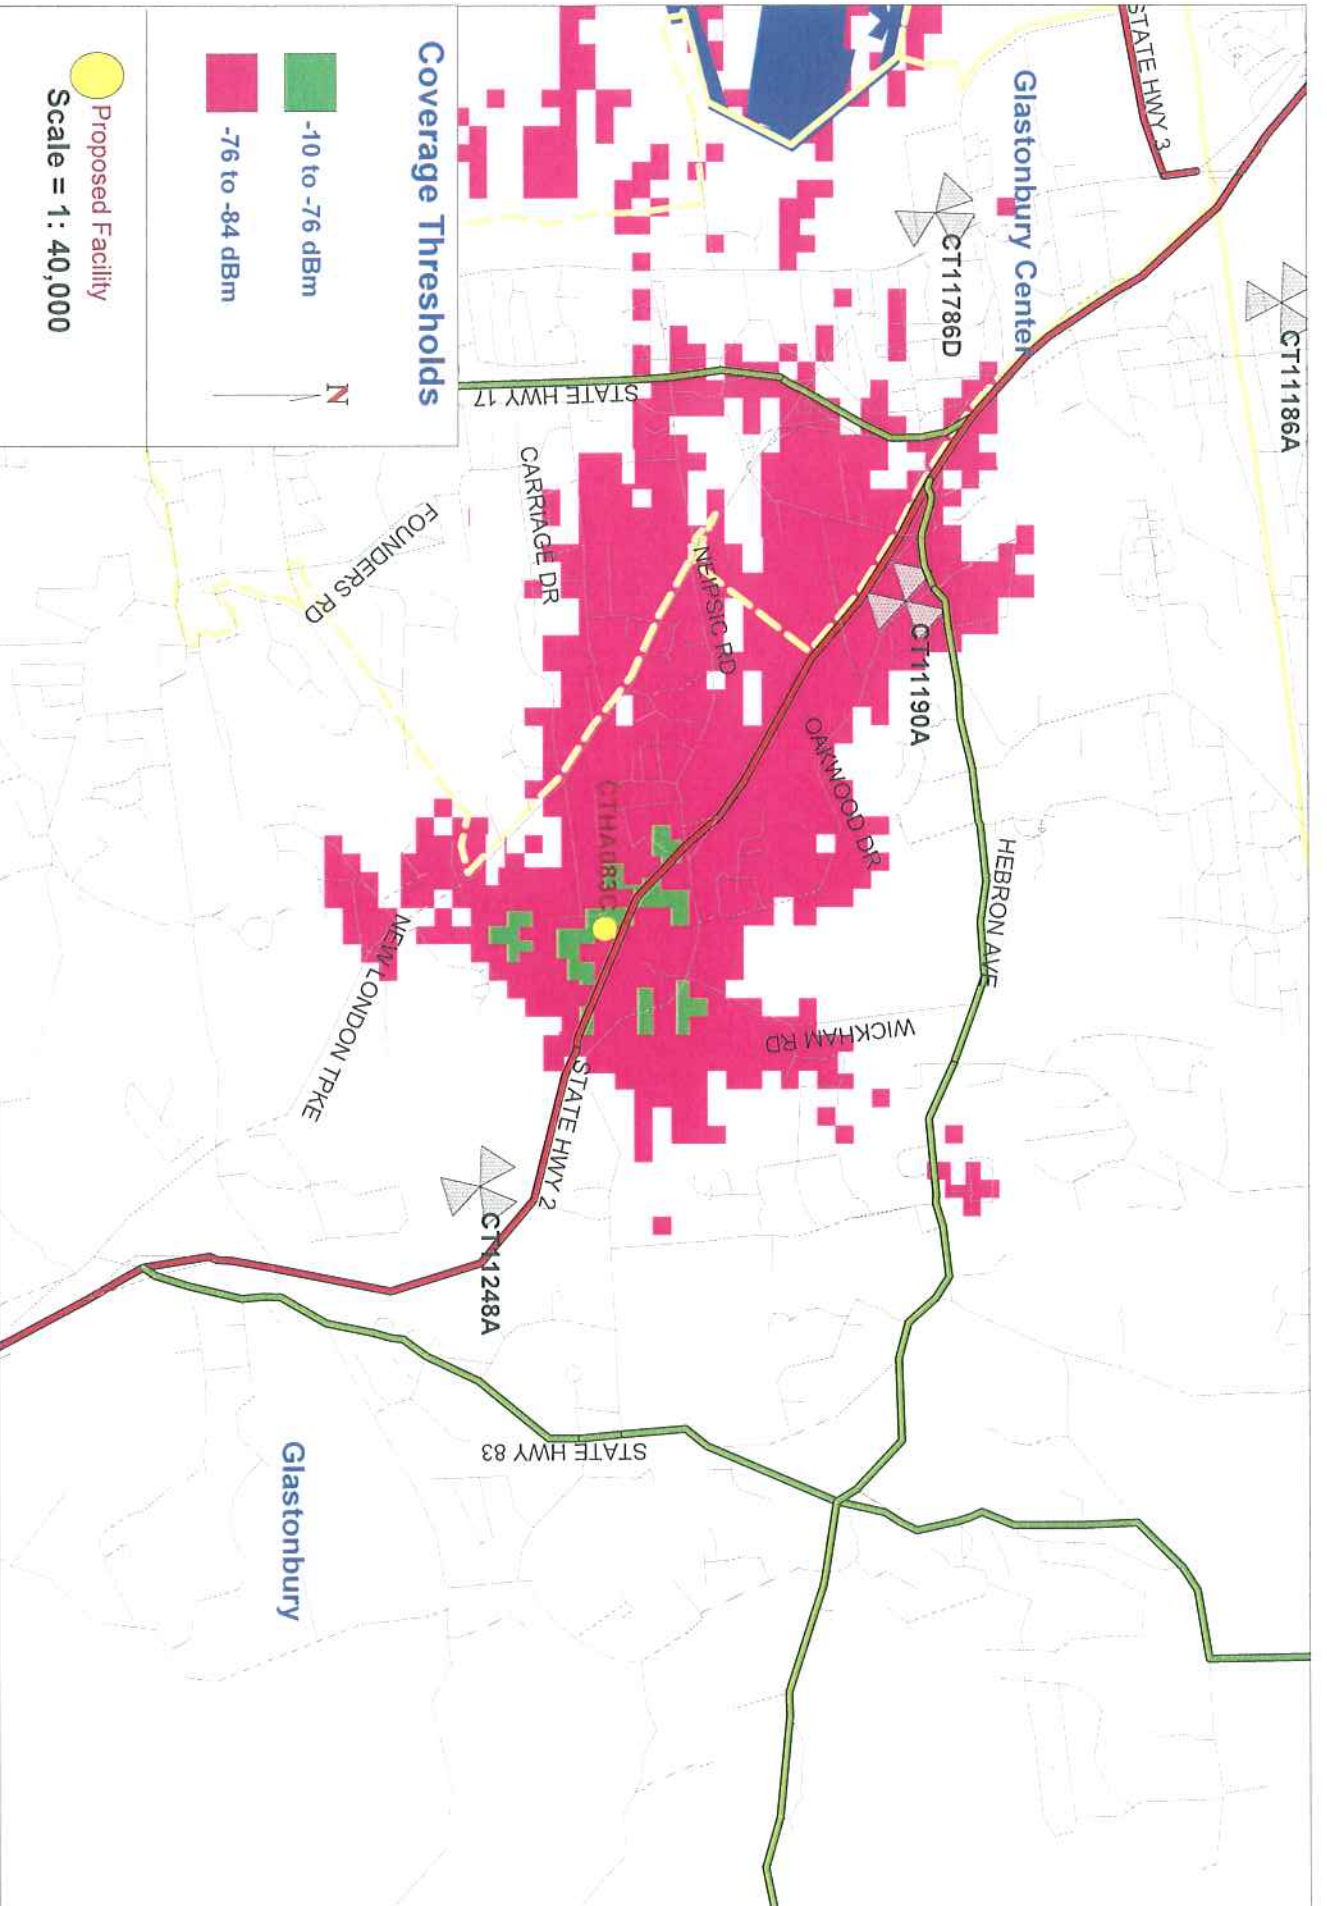 STATE HWY 3
Glastonbury Center
CT11186A
CT11786D
CT11190A
HEBRON AVE
OAKWOOD DR
WICKHAM RD
NEIPSIC RD
STATE HWY 17
CARRIAGE DR
FOUNDERS RD
CTHA083C
STATE HWY 2
NEW LONDON TPKE
CT11248A
STATE HWY 83
Glastonbury
Coverage Thresholds
-10 to -76 dBm
-76 to -84 dBm
N
Proposed Facility
Scale = 1: 40,000